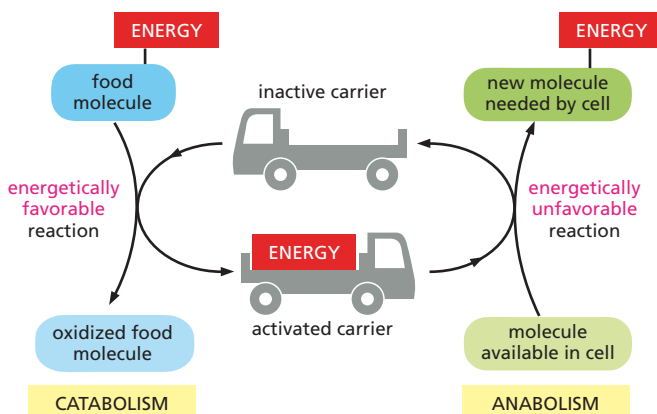 ENERGY
food
molecule
inactive carrier
ENERGY
new molecule
needed by cell
energetically
favorable
reaction
ENERGY
activated carrier
energetically
unfavorable
reaction
oxidized food
molecule
molecule
available in cell
CATABOLISM
ANABOLISM